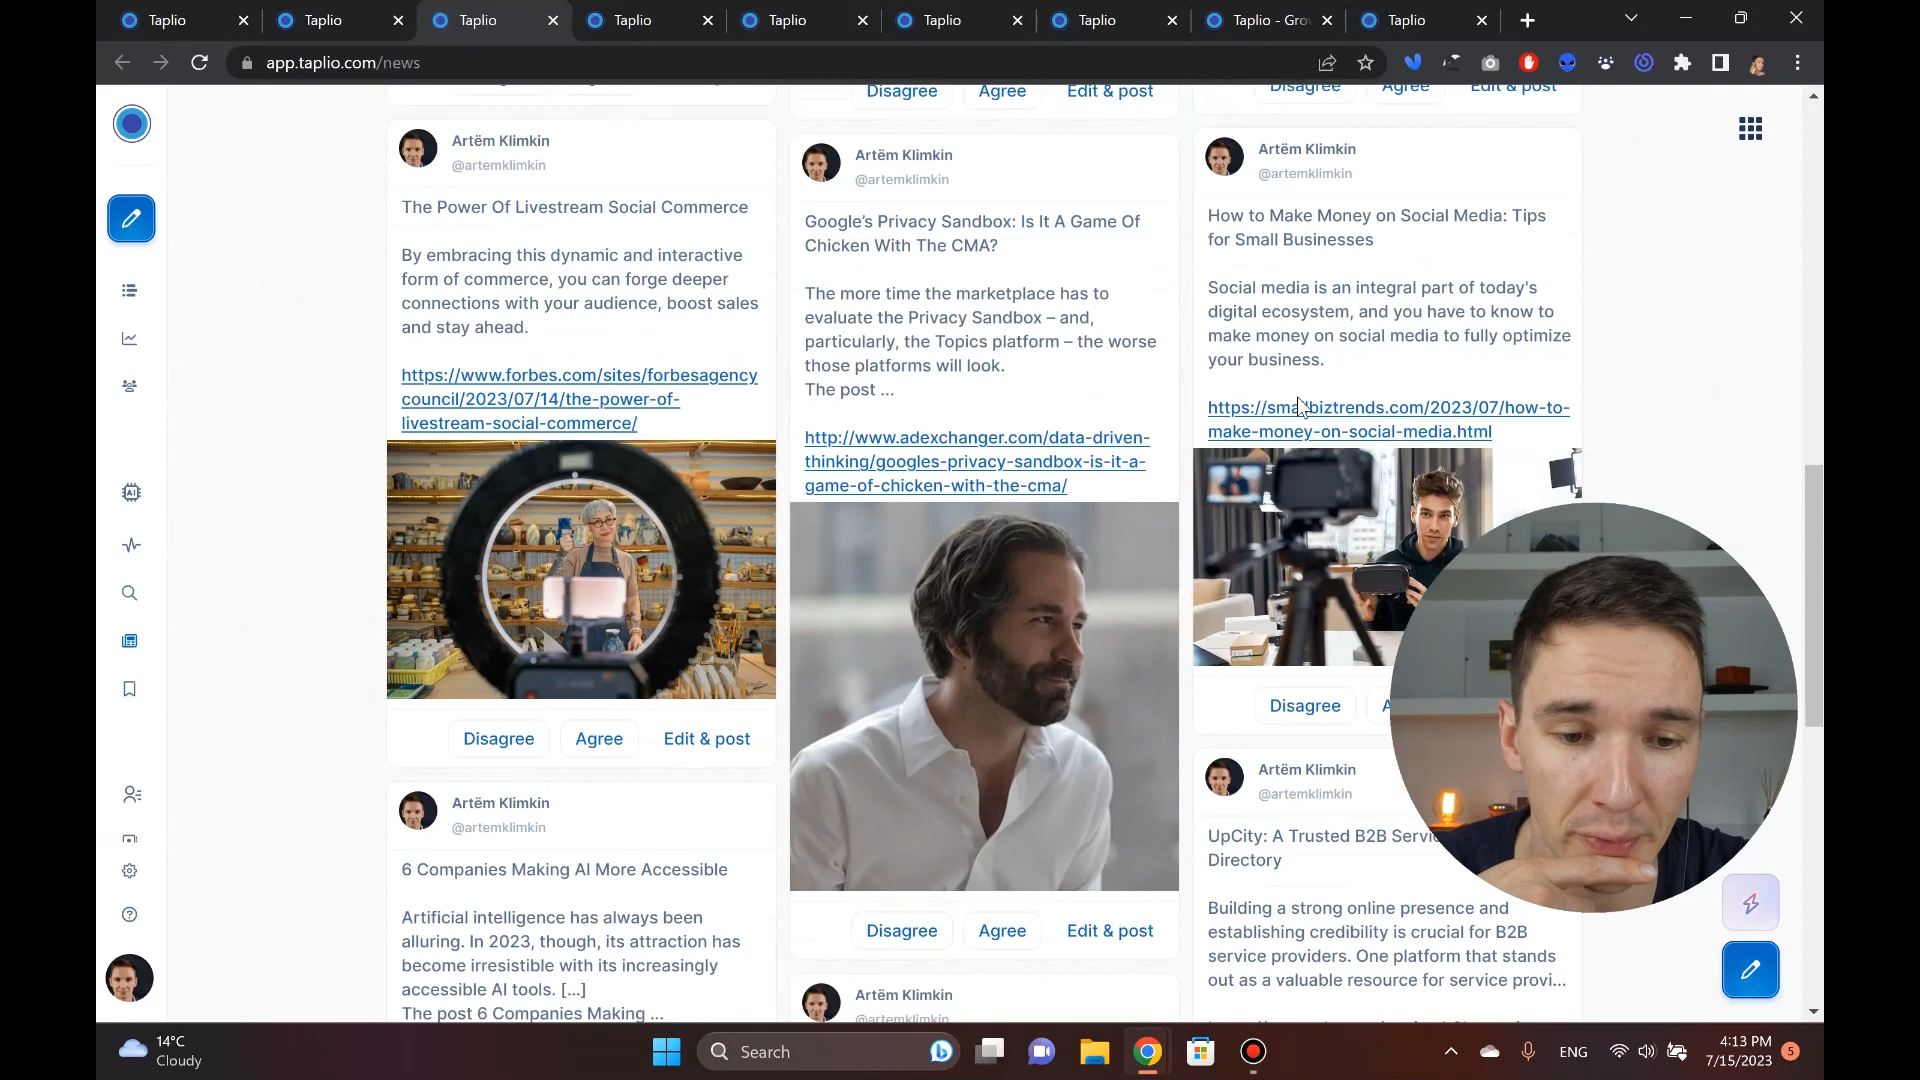 Taplio
Taplio
Taplio
Taplio
Taplio
Taplio
Taplio
Taplio - Gro
Taplio
app.taplio.com/news
Disagree Agree Edit & post
Disagree Agree Edit & post
Artëm Klimkin
@artemklimkin
The Power Of Livestream Social Commerce
By embracing this dynamic and interactive
form of commerce, you can forge deeper
connections with your audience, boost sales
and stay ahead.
https://www.forbes.com/sites/forbesagency
council/2023/07/14/the-power-of-
livestream-social-commerce/
Disagree Agree Edit & post
Artëm Klimkin
@artemklimkin
6 Companies Making AI More Accessible
Artificial intelligence has always been
alluring. In 2023, though, its attraction has
become irresistible with its increasingly
accessible AI tools. [...]
The post 6 Companies Making ...
Artëm Klimkin
@artemklimkin
Google’s Privacy Sandbox: Is It A Game Of
Chicken With The CMA?
The more time the marketplace has to
evaluate the Privacy Sandbox – and,
particularly, the Topics platform – the worse
those platforms will look.
The post ...
http://www.adexchanger.com/data-driven-
thinking/googles-privacy-sandbox-is-it-a-
game-of-chicken-with-the-cma/
Disagree Agree Edit & post
Artëm Klimkin
@artemklimkin
Artëm Klimkin
@artemklimkin
How to Make Money on Social Media: Tips
for Small Businesses
Social media is an integral part of today's
digital ecosystem, and you have to know to
make money on social media to fully optimize
your business.
https://smallbiztrends.com/2023/07/how-to-
make-money-on-social-media.html
Disagree A
Artëm Klimkin
@artemklimkin
UpCity: A Trusted B2B Servi
Directory
Building a strong online presence and
establishing credibility is crucial for B2B
service providers. One platform that stands
out as a valuable resource for service provi...
AI
14°C
Cloudy
Search
ENG
4:13 PM
7/15/2023
5